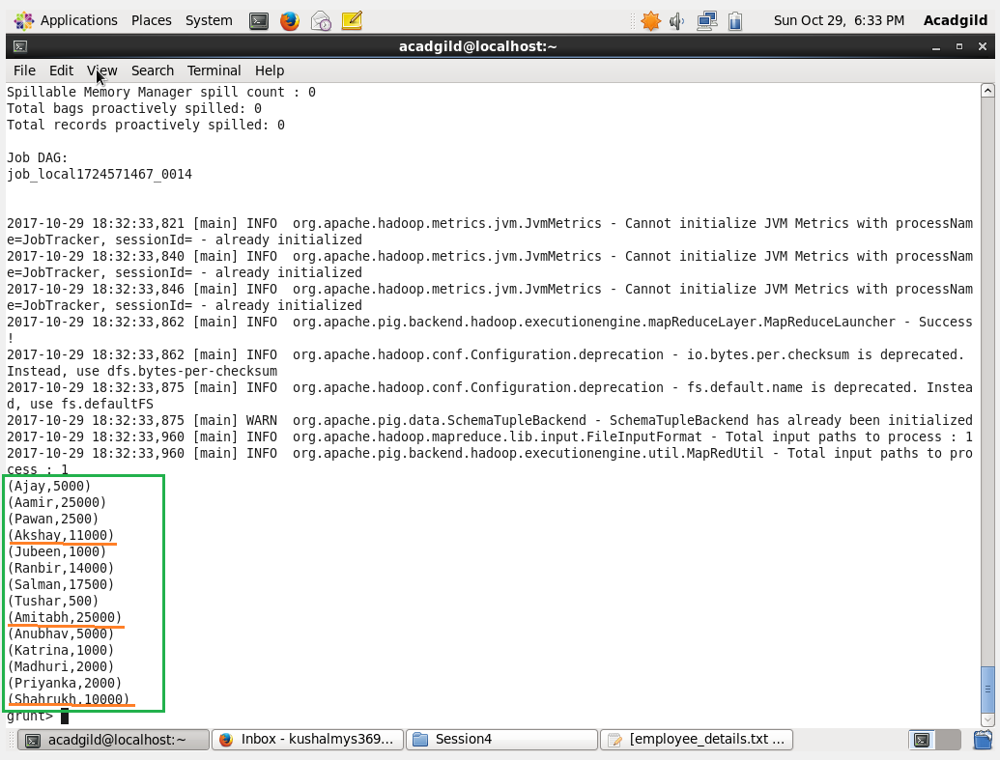 Applications Places System Sun Oct 29, 6:33 PM Acadgild
acadgild@localhost:~
File Edit View Search Terminal Help
Spillable Memory Manager spill count : 0
Total bags proactively spilled: 0
Total records proactively spilled: 0
Job DAG:
job_local1724571467_0014
2017-10-29 18:32:33,821 [main] INFO  org.apache.hadoop.metrics.jvm.JvmMetrics - Cannot initialize JVM Metrics with processNam
e=JobTracker, sessionId= - already initialized
2017-10-29 18:32:33,840 [main] INFO  org.apache.hadoop.metrics.jvm.JvmMetrics - Cannot initialize JVM Metrics with processNam
e=JobTracker, sessionId= - already initialized
2017-10-29 18:32:33,846 [main] INFO  org.apache.hadoop.metrics.jvm.JvmMetrics - Cannot initialize JVM Metrics with processNam
e=JobTracker, sessionId= - already initialized
2017-10-29 18:32:33,862 [main] INFO  org.apache.pig.backend.hadoop.executionengine.mapReduceLayer.MapReduceLauncher - Success
!
2017-10-29 18:32:33,862 [main] INFO  org.apache.hadoop.conf.Configuration.deprecation - io.bytes.per.checksum is deprecated.
Instead, use dfs.bytes-per-checksum
2017-10-29 18:32:33,875 [main] INFO  org.apache.hadoop.conf.Configuration.deprecation - fs.default.name is deprecated. Instea
d, use fs.defaultFS
2017-10-29 18:32:33,875 [main] WARN  org.apache.pig.data.SchemaTupleBackend - SchemaTupleBackend has already been initialized
2017-10-29 18:32:33,960 [main] INFO  org.apache.hadoop.mapreduce.lib.input.FileInputFormat - Total input paths to process : 1
2017-10-29 18:32:33,960 [main] INFO  org.apache.pig.backend.hadoop.executionengine.util.MapRedUtil - Total input paths to pro
cess : 1
(Ajay,5000)
(Aamir,25000)
(Pawan,2500)
(Akshay,11000)
(Jubeen,1000)
(Ranbir,14000)
(Salman,17500)
(Tushar,500)
(Amitabh,25000)
(Anubhav,5000)
(Katrina,1000)
(Madhuri,2000)
(Priyanka,2000)
(Shahrukh,10000)
grunt>
acadgild@localhost:~ Inbox - kushalmys369... Session4 [employee_details.txt ...